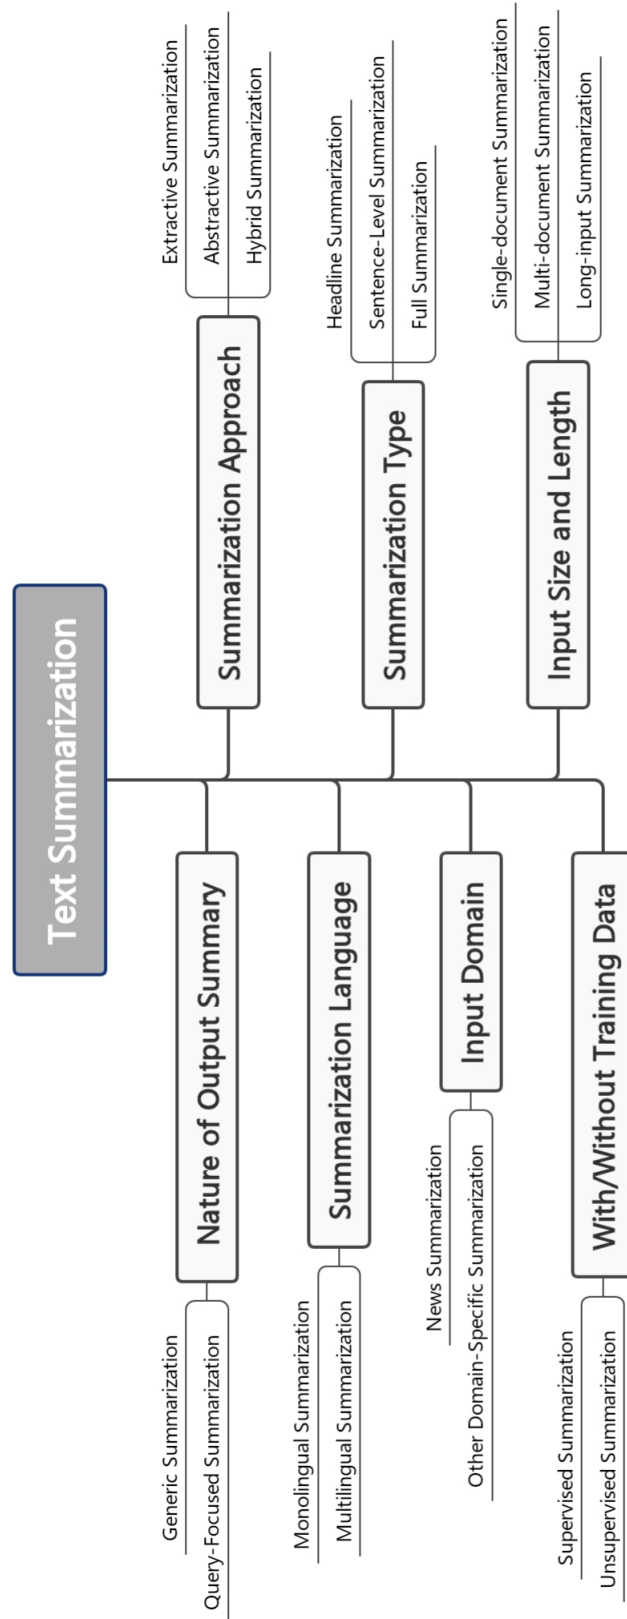 Text Summarization
Nature of Output Summary
Generic Summarization
Query-Focused Summarization
Summarization Language
Monolingual Summarization
Multilingual Summarization
Input Domain
News Summarization
Other Domain-Specific Summarization
With/Without Training Data
Supervised Summarization
Unsupervised Summarization
Summarization Approach
Extractive Summarization
Abstractive Summarization
Hybrid Summarization
Summarization Type
Headline Summarization
Sentence-Level Summarization
Full Summarization
Input Size and Length
Single-document Summarization
Multi-document Summarization
Long-input Summarization